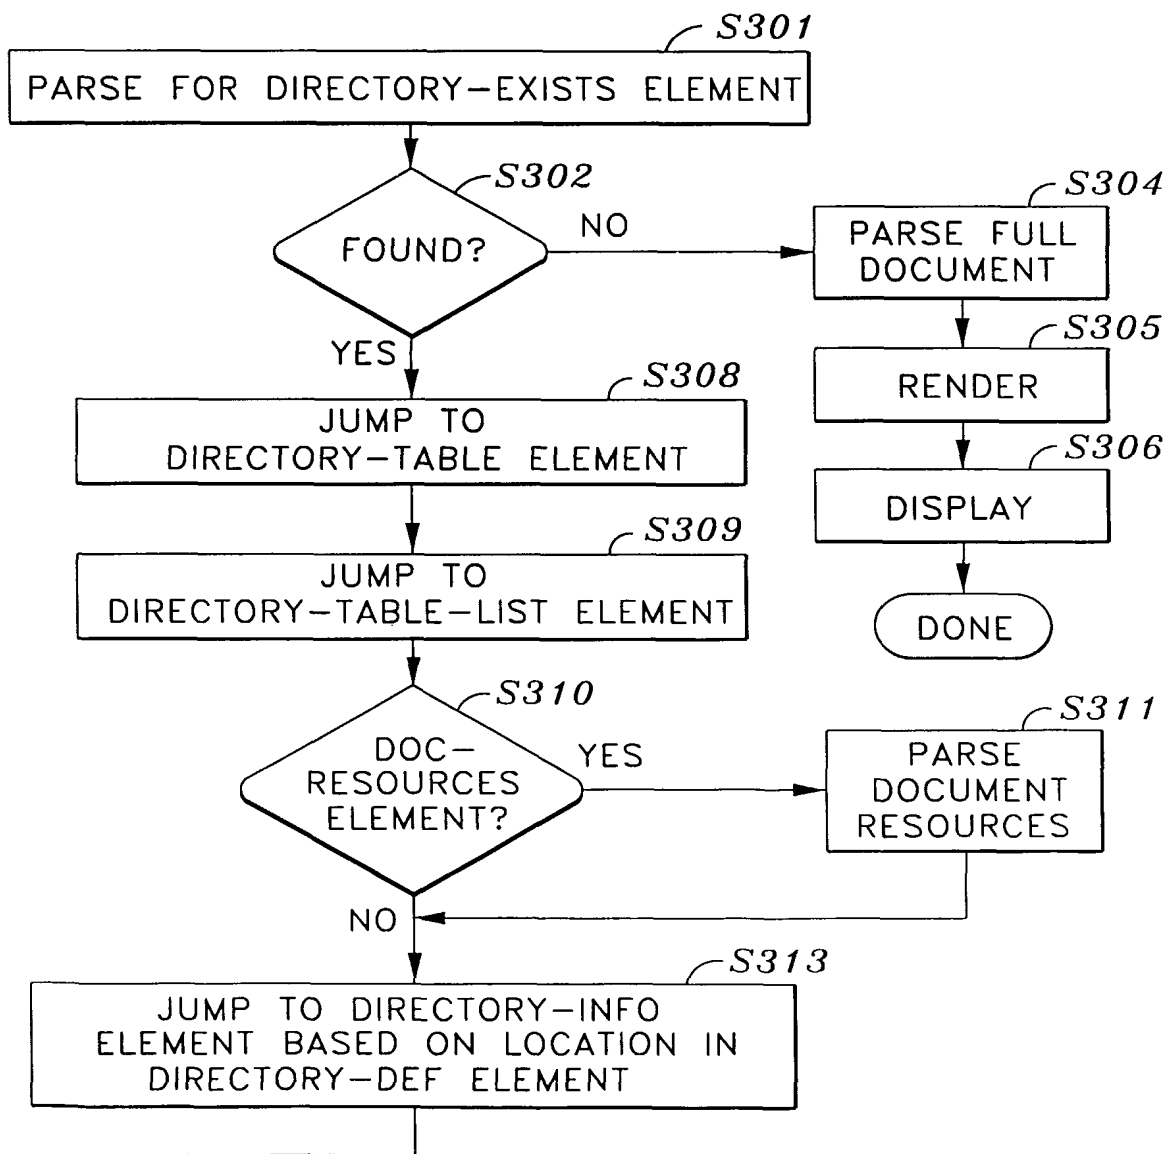 S301
PARSE FOR DIRECTORY–EXISTS ELEMENT
S302
FOUND?
NO
YES
S304
PARSE FULL
DOCUMENT
S305
RENDER
S306
DISPLAY
DONE
S308
JUMP TO
DIRECTORY–TABLE ELEMENT
S309
JUMP TO
DIRECTORY–TABLE–LIST ELEMENT
S310
DOC–
RESOURCES
ELEMENT?
YES
S311
PARSE
DOCUMENT
RESOURCES
NO
S313
JUMP TO DIRECTORY–INFO
ELEMENT BASED ON LOCATION IN
DIRECTORY–DEF ELEMENT